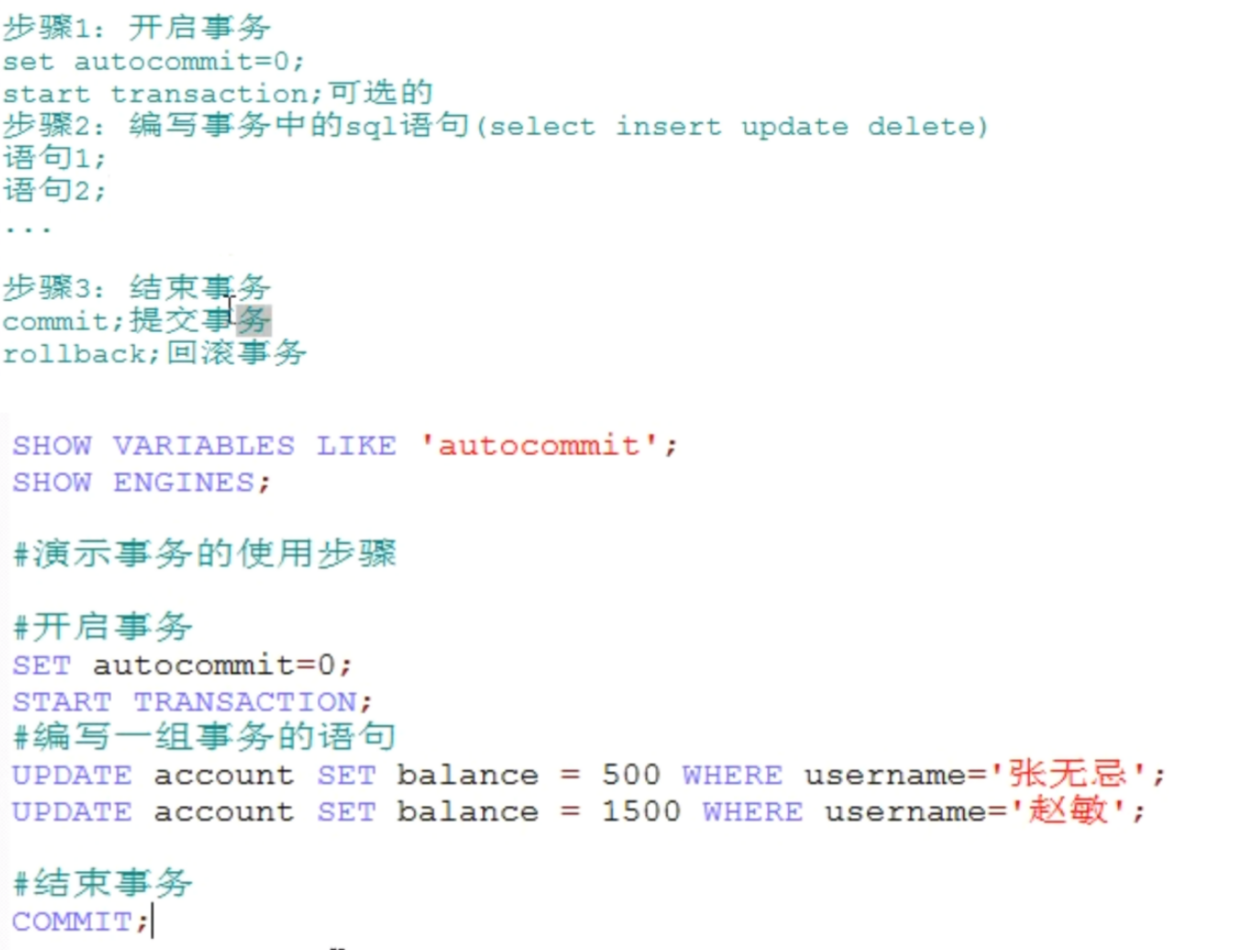 步骤1: 开启事务
set autocommit=0;
start transaction;可选的
步骤2: 编写事务中的sql语句(select insert update delete)
语句1;
语句2;
...
步骤3: 结束事务
commit;提交事务
rollback;回滚事务
SHOW VARIABLES LIKE 'autocommit';
SHOW ENGINES;
#演示事务的使用步骤
#开启事务
SET autocommit=0;
START TRANSACTION;
#编写一组事务的语句
UPDATE account SET balance = 500 WHERE username='张无忌';
UPDATE account SET balance = 1500 WHERE username='赵敏';
#结束事务
COMMIT;